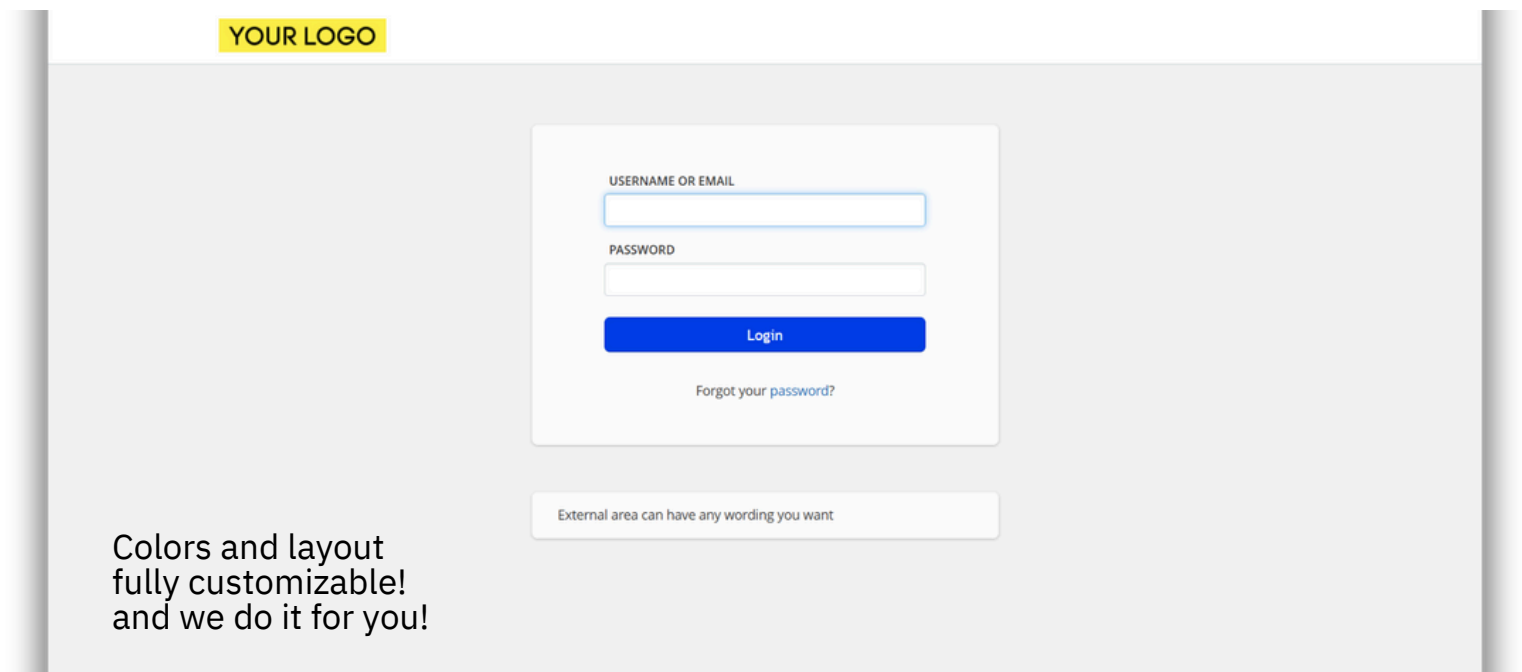 YOUR LOGO
USERNAME OR EMAIL
PASSWORD
Login
Forgot your password?
External area can have any wording you want
Colors and layout
fully customizable!
and we do it for you!